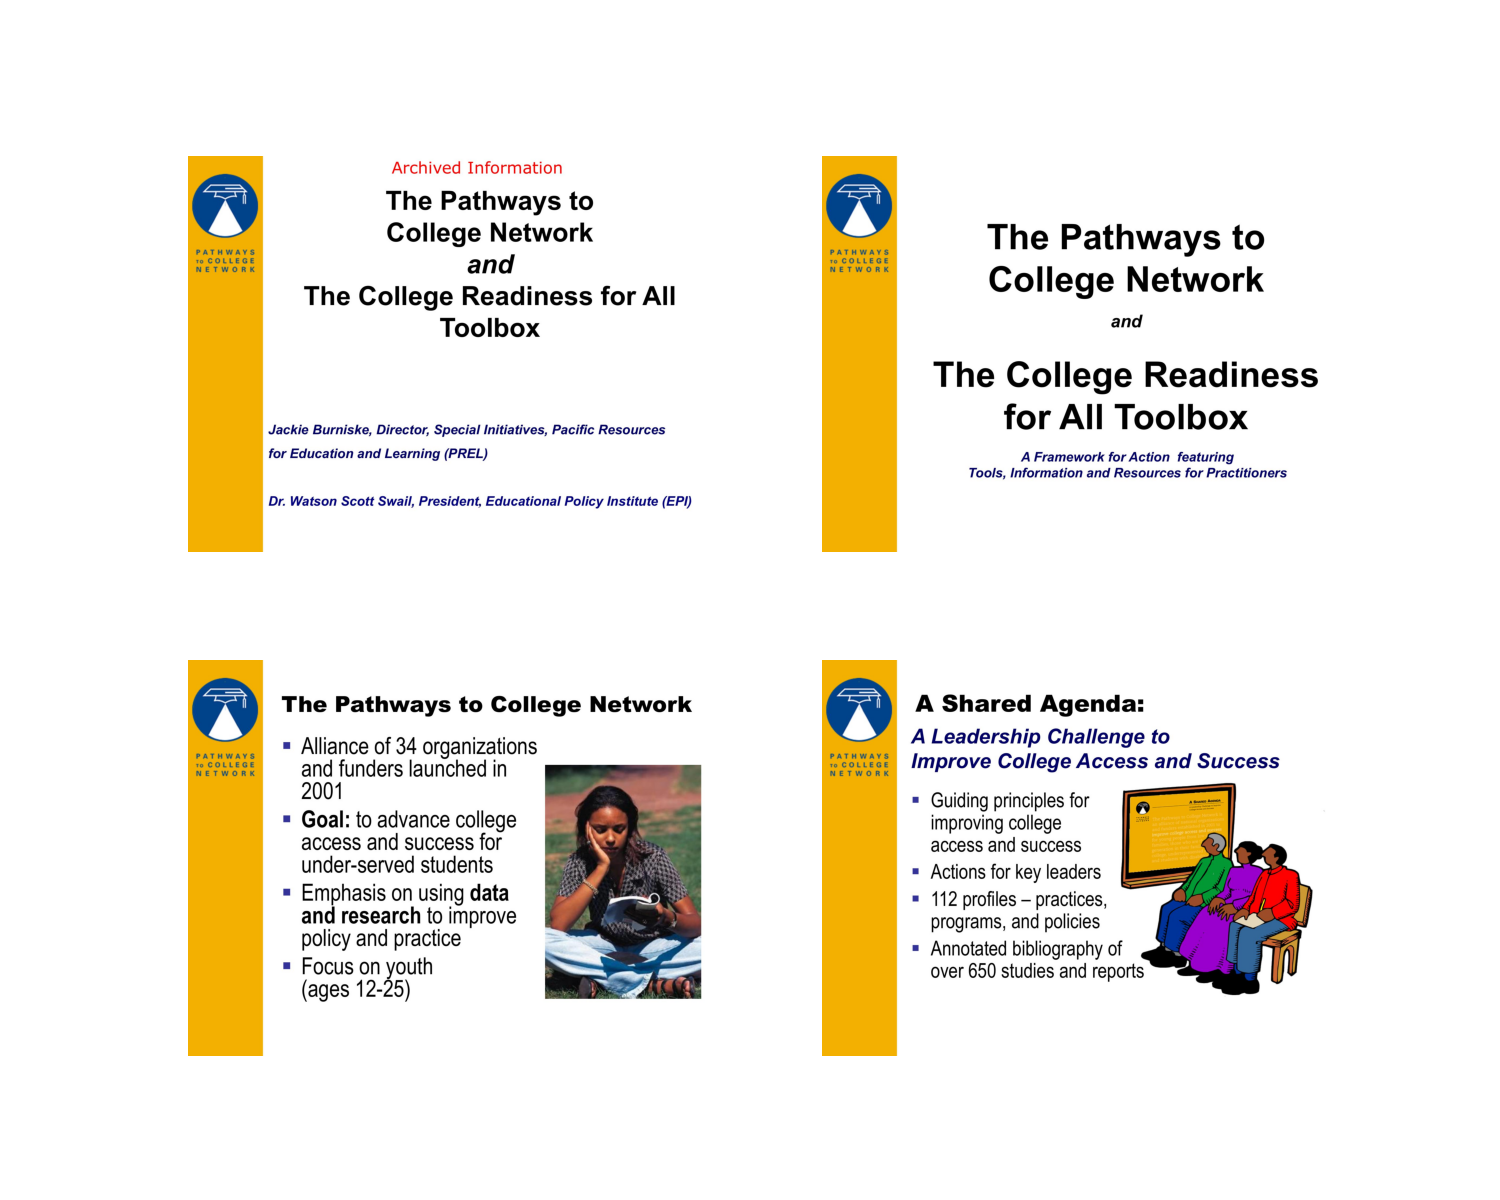 Archived Information
The Pathways to
College Network
and
The College Readiness for All
Toolbox
PATHWAYS
TO COLLEGE
NETWORK
Jackie Burniske, Director, Special Initiatives, Pacific Resources
for Education and Learning (PREL)
Dr. Watson Scott Swail, President, Educational Policy Institute (EPI)
PATHWAYS
TO COLLEGE
NETWORK
The Pathways to
College Network
and
The College Readiness
for All Toolbox
A Framework for Action featuring
Tools, Information and Resources for Practitioners
PATHWAYS
TO COLLEGE
NETWORK
The Pathways to College Network
▪ Alliance of 34 organizations
and funders launched in
2001
▪ Goal: to advance college
access and success for
under-served students
▪ Emphasis on using data
and research to improve
policy and practice
▪ Focus on youth
(ages 12-25)
PATHWAYS
TO COLLEGE
NETWORK
A Shared Agenda:
A Leadership Challenge to
Improve College Access and Success
▪ Guiding principles for
improving college
access and success
▪ Actions for key leaders
▪ 112 profiles – practices,
programs, and policies
▪ Annotated bibliography of
over 650 studies and reports
A Shared Agenda